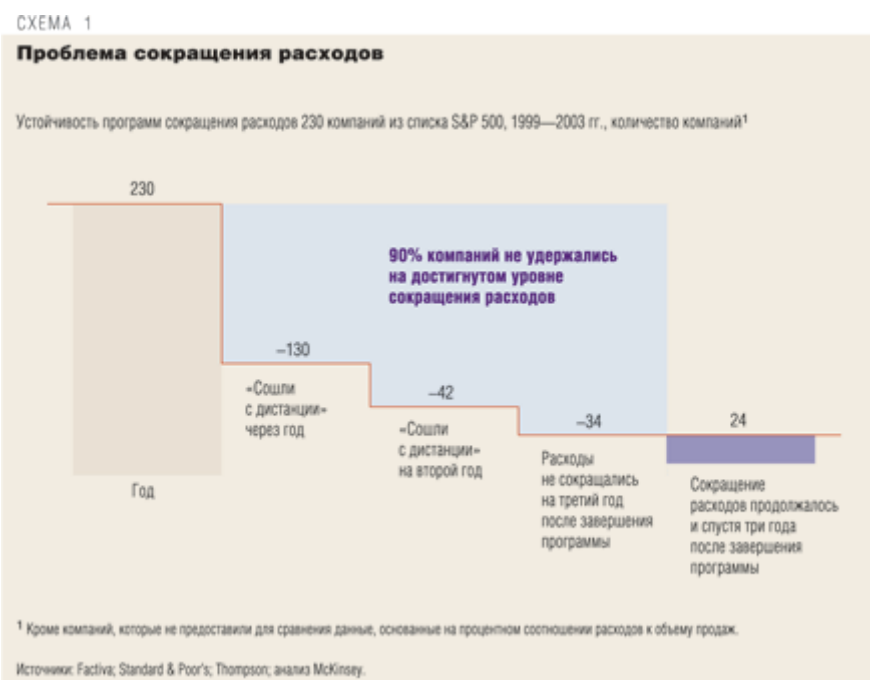 СХЕМА 1
Проблема сокращения расходов
Устойчивость программ сокращения расходов 230 компаний из списка S&P 500, 1999—2003 гг., количество компаний¹
230
90% компаний не удержались
на достигнутом уровне
сокращения расходов
–130
«Сошли
с дистанции»
через год
–42
«Сошли
с дистанции»
на второй год
–34
Расходы
не сокращались
на третий год
после завершения
программы
24
Сокращение
расходов продолжалось
и спустя три года
после завершения
программы
Год
¹ Кроме компаний, которые не предоставили для сравнения данные, основанные на процентном соотношении расходов к объему продаж.
Источники: Factiva; Standard & Poor's; Thompson; анализ McKinsey.